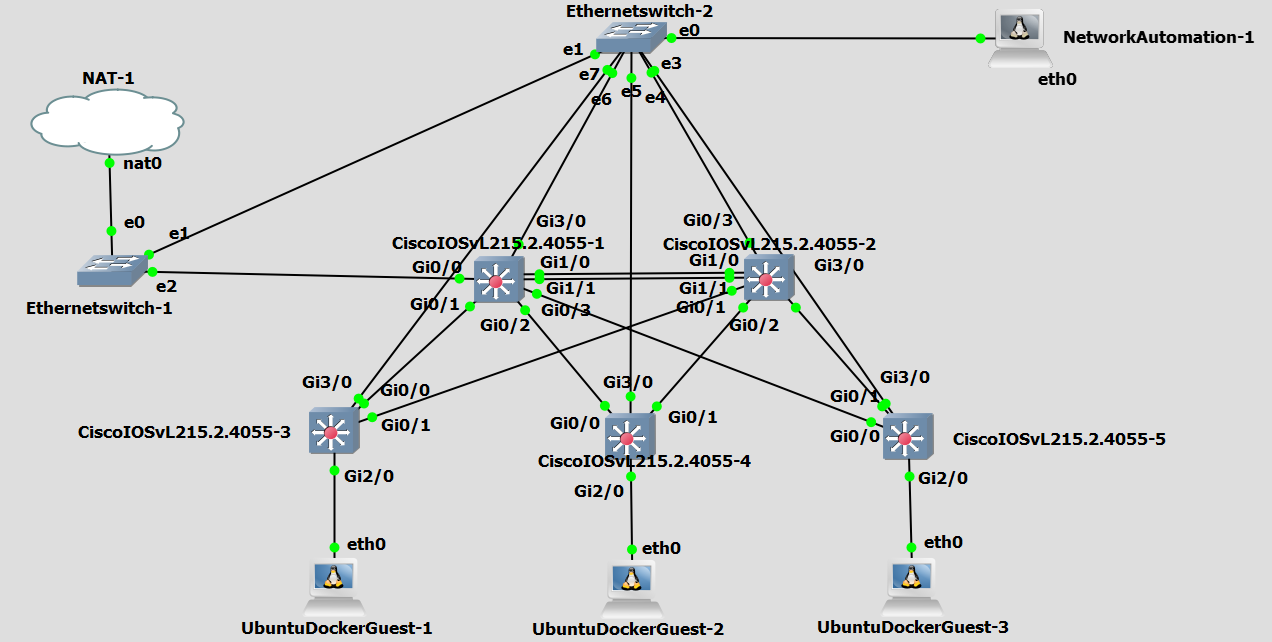 Ethernetswitch-2
e0
NetworkAutomation-1
e1
e3
e7
eth0
NAT-1
e5
e6
e4
nat0
e0
e1
Gi3/0
Gi0/3
CiscoIOSvL215.2.4055-1
CiscoIOSvL215.2.4055-2
Gi0/0
Gi1/0
Gi1/0
Gi3/0
e2
Gi1/1
Gi1/1
Ethernetswitch-1
Gi0/1
Gi0/3
Gi0/1
Gi0/2
Gi0/2
Gi3/0
Gi0/0
Gi3/0
Gi3/0
Gi0/1
Gi0/1
Gi0/0
Gi0/1
Gi0/0
CiscoIOSvL215.2.4055-3
CiscoIOSvL215.2.4055-5
CiscoIOSvL215.2.4055-4
Gi2/0
Gi2/0
Gi2/0
eth0
eth0
eth0
UbuntuDockerGuest-1
UbuntuDockerGuest-2
UbuntuDockerGuest-3